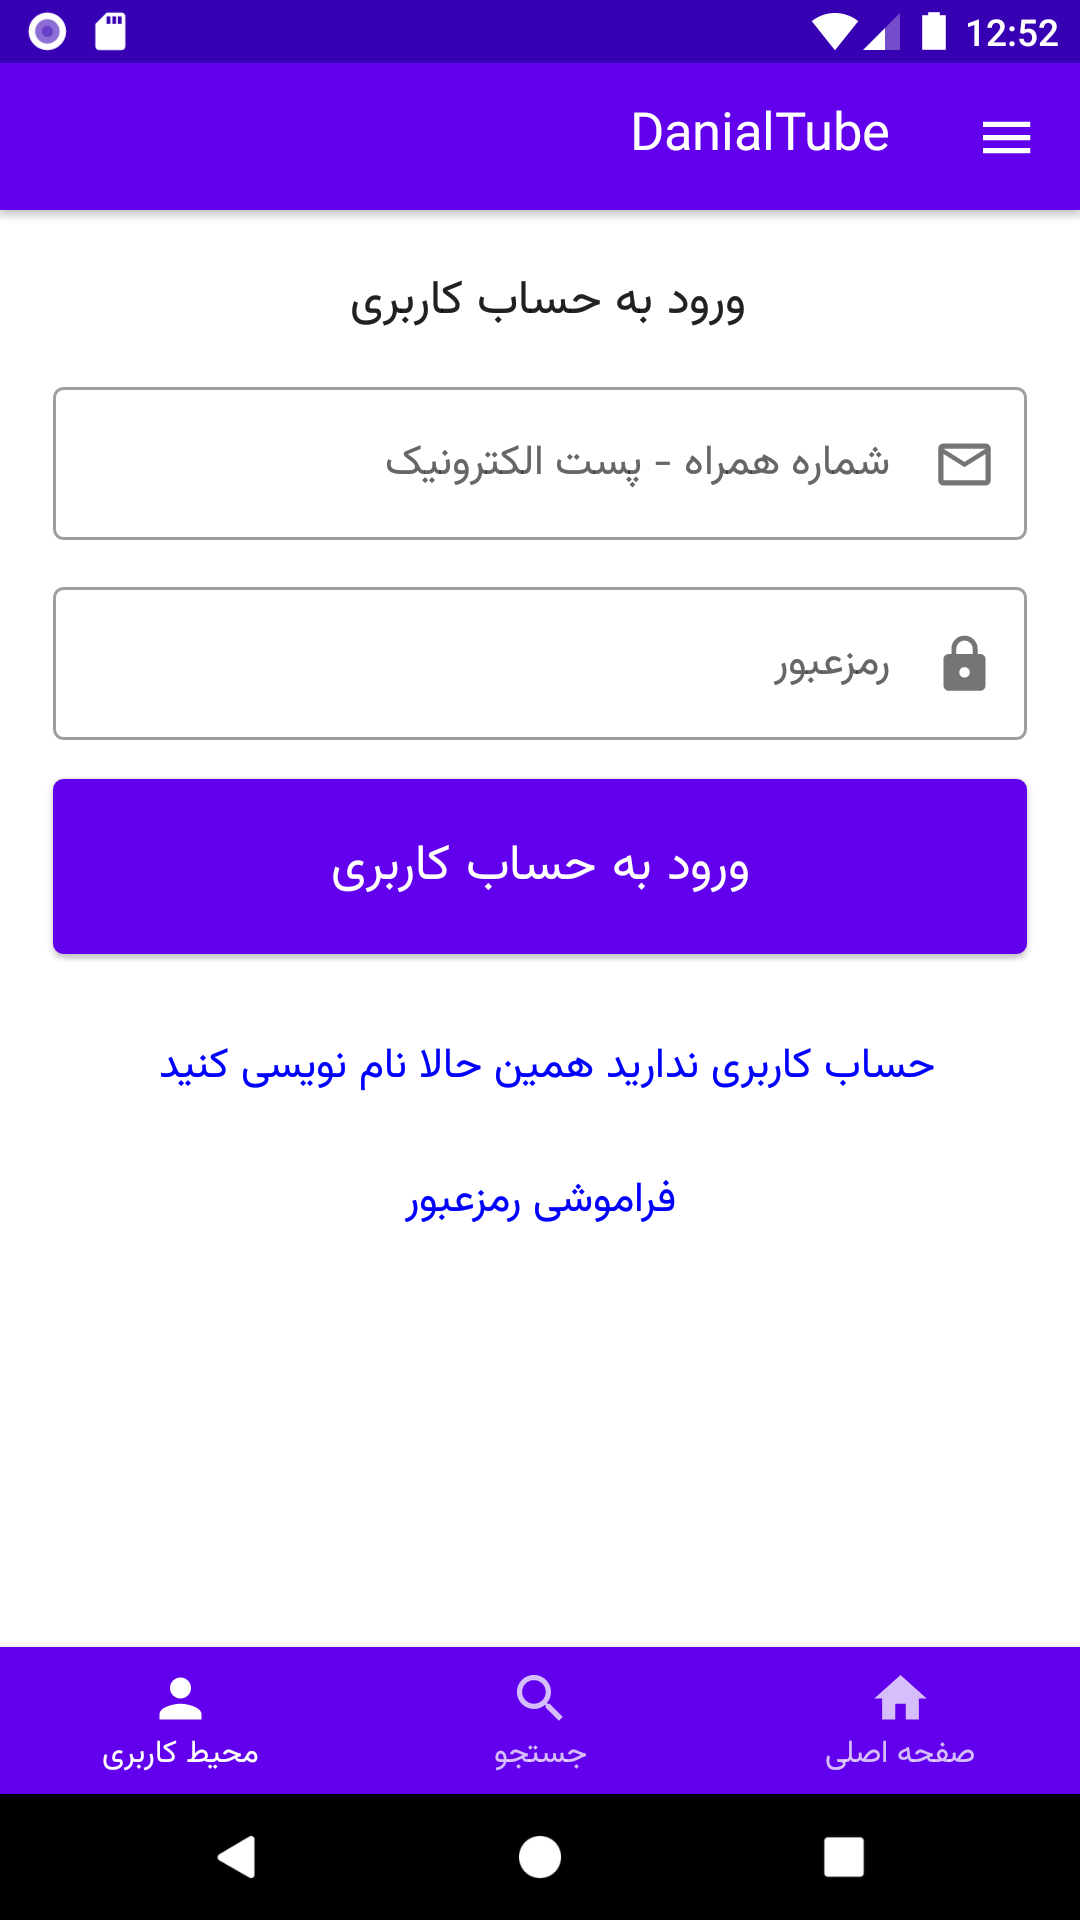 12:52
DanialTube
ورود به حساب کاربری
شماره همراه - پست الکترونیک
رمزعبور
ورود به حساب کاربری
حساب کاربری ندارید همین حالا نام نویسی کنید
فراموشی رمزعبور
صفحه اصلی
جستجو
محیط کاربری